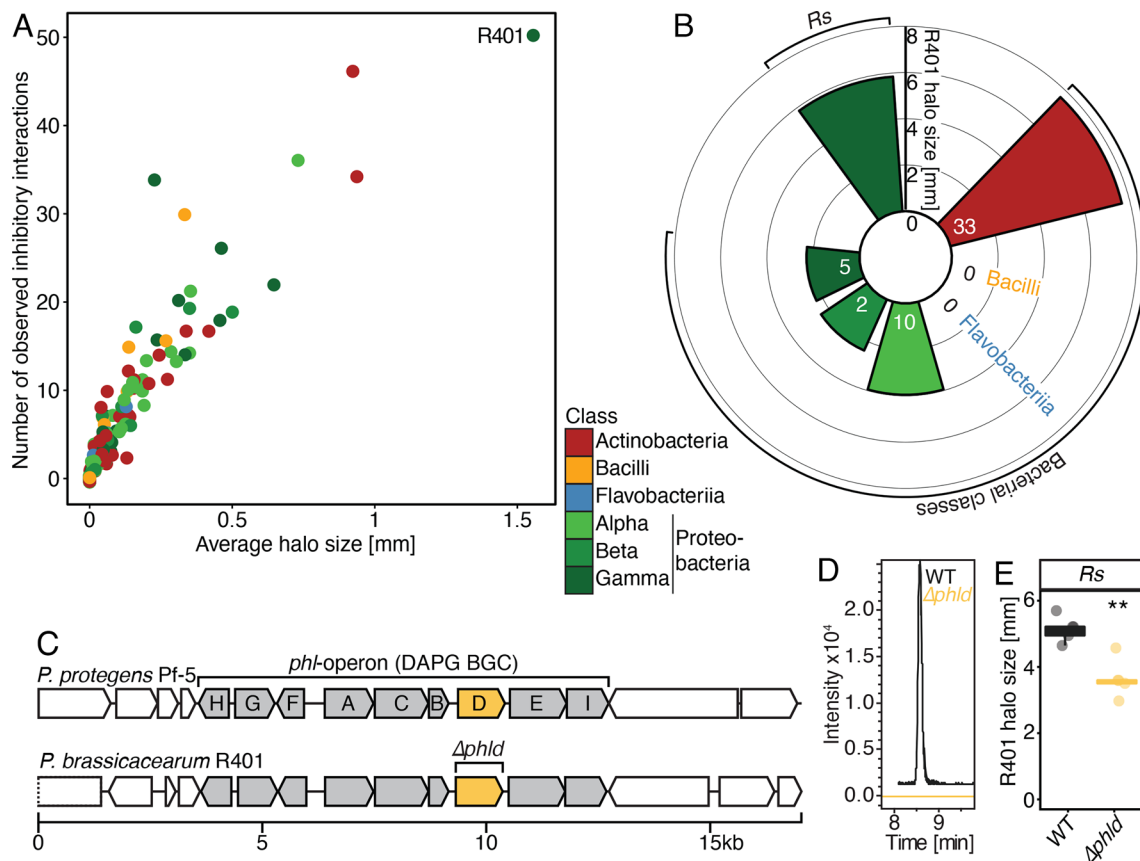 A
Number of observed inhibitory interactions
50
40
30
20
10
0
R401
0
0.5
1
1.5
Average halo size [mm]
Class
Actinobacteria
Bacilli
Flavobacteriia
Alpha
Beta
Gamma
Proteo-
bacteria
B
Rs
R401 halo size [mm]
8
6
4
2
0
33
0
Bacilli
0
Flavobacteriia
10
2
5
Bacterial classes
C
phl-operon (DAPG BGC)
P. protegens Pf-5
H G F A C B D E I
P. brassicacearum R401
Δphld
0 5 10 15kb
D
WT
Δphld
Intensity x10⁴
2.0
1.5
1.0
0.5
0.0
8 9
Time [min]
E
Rs
**
R401 halo size [mm]
6
4
2
0
WT
Δphld